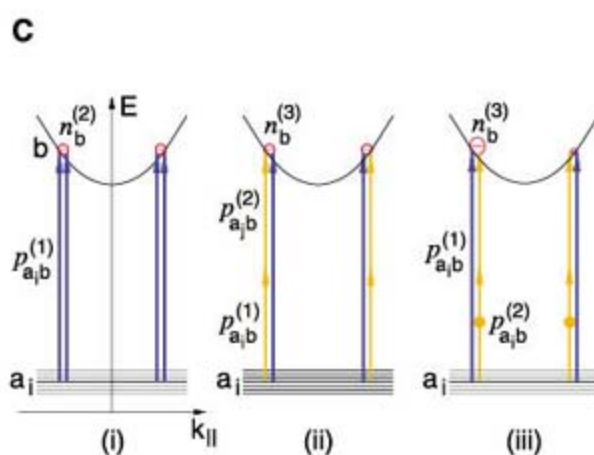 C
E
n_b^(2)
b
p_{a_i b}^(1)
a_i
k_||
(i)
n_b^(3)
p_{a_j b}^(2)
p_{a_i b}^(1)
a_i
(ii)
n_b^(3)
p_{a_i b}^(1)
p_{a_i b}^(2)
a_i
(iii)